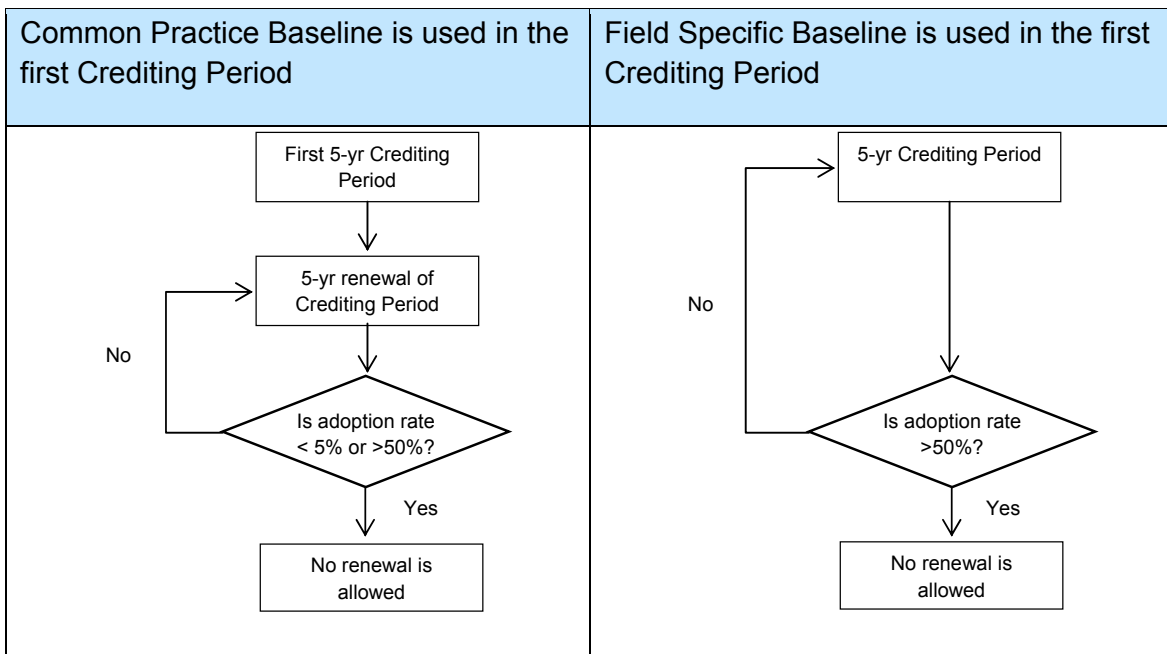 Common Practice Baseline is used in the
first Crediting Period
First 5-yr Crediting
Period
5-yr renewal of
Crediting Period
No
Is adoption rate
< 5% or >50%?
Yes
No renewal is
allowed
Field Specific Baseline is used in the first
Crediting Period
5-yr Crediting Period
No
Is adoption rate
>50%?
Yes
No renewal is
allowed